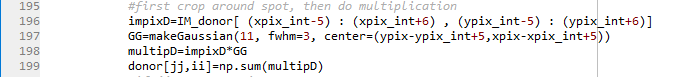 195 #first crop around spot, then do multiplication
196 impixD=IM_donor[ (xpix_int-5) : (xpix_int+6) , (ypix_int-5) : (ypix_int+6)]
197 GG=makeGaussian(11, fwhm=3, center=(ypix-ypix_int+5,xpix-xpix_int+5))
198 multipD=impixD*GG
199 donor[jj,ii]=np.sum(multipD)